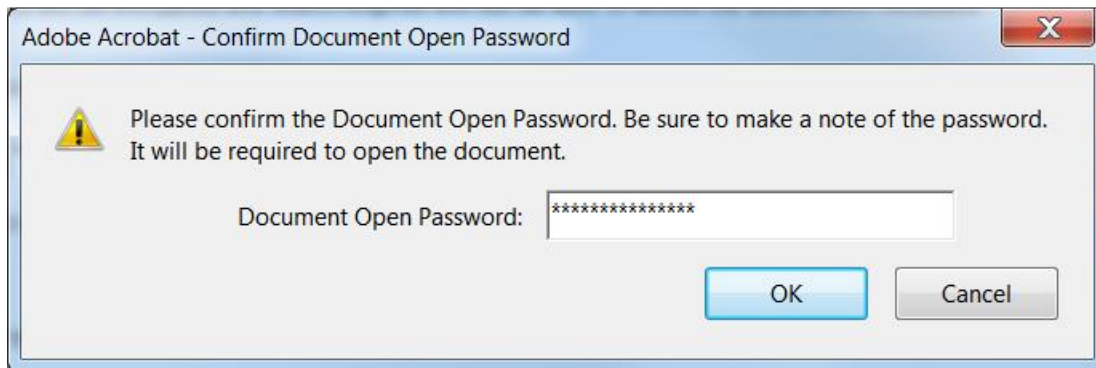 Adobe Acrobat - Confirm Document Open Password
Please confirm the Document Open Password. Be sure to make a note of the password.
It will be required to open the document.
Document Open Password: ***************
OK Cancel